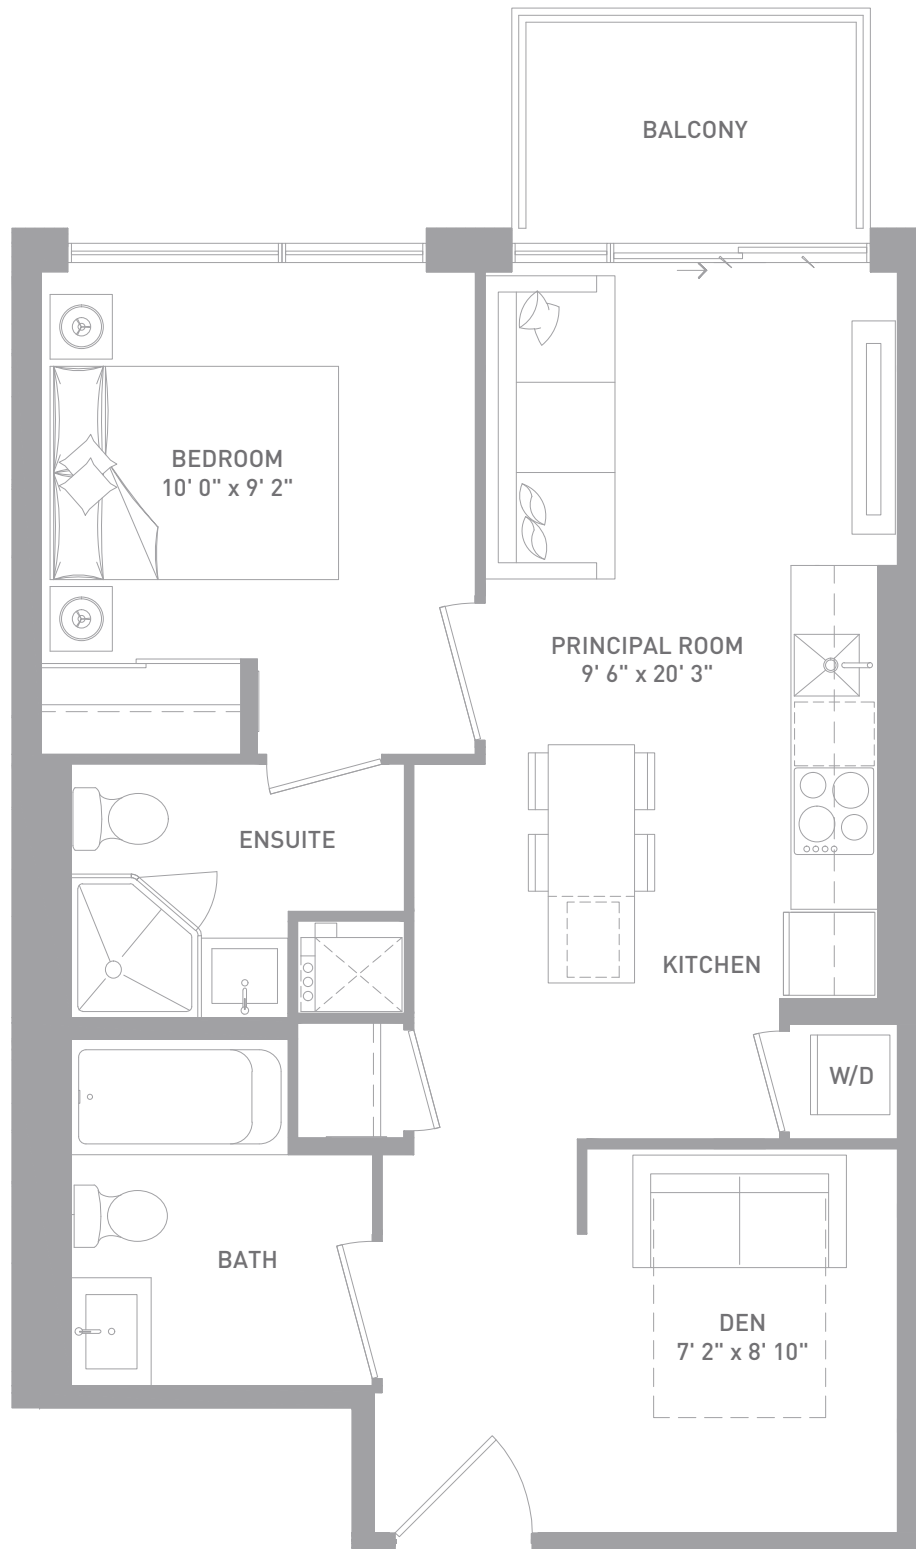 BALCONY
BEDROOM
10' 0" x 9' 2"
PRINCIPAL ROOM
9' 6" x 20' 3"
ENSUITE
KITCHEN
W/D
BATH
DEN
7' 2" x 8' 10"